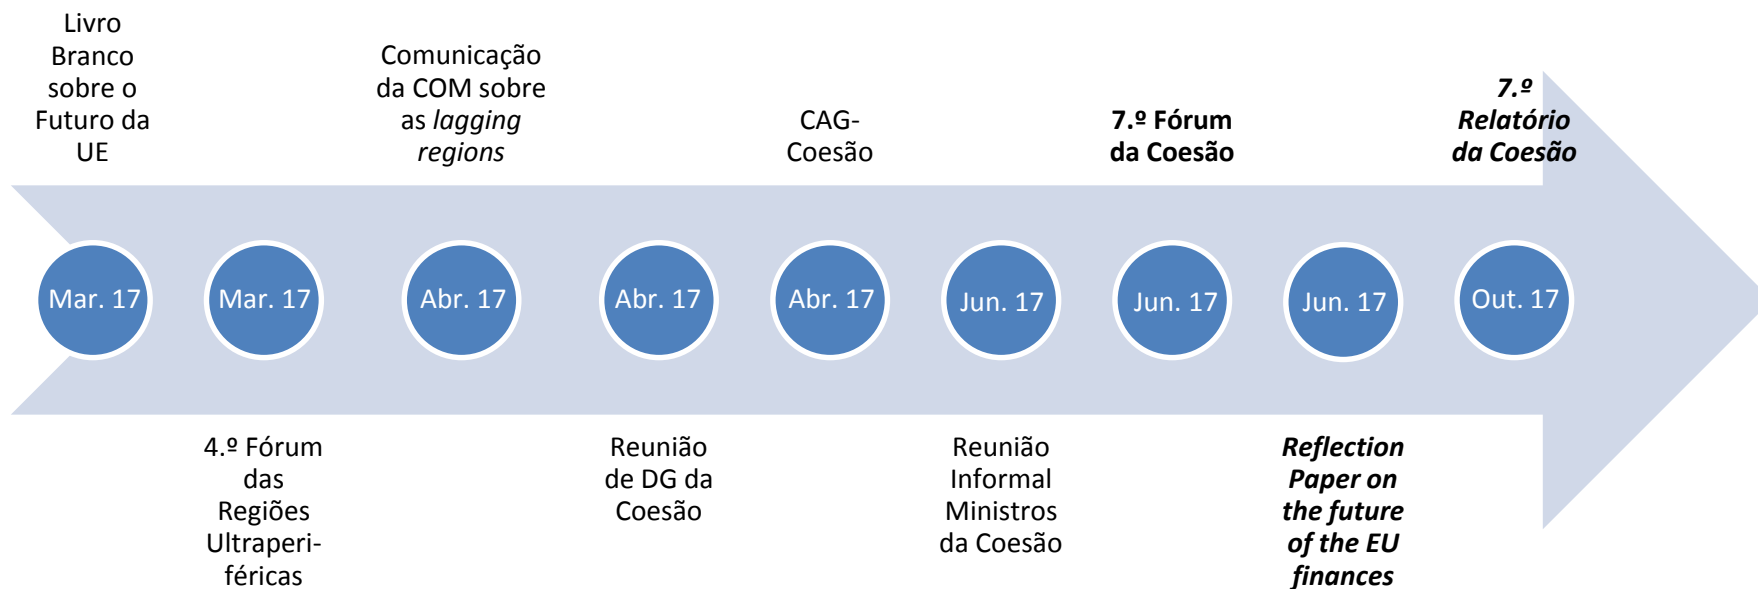 Livro
Branco
sobre o
Futuro da
UE
Comunicação
da COM sobre
as lagging
regions
CAG-
Coesão
7.º Fórum
da Coesão
7.º
Relatório
da Coesão
Mar. 17
Mar. 17
Abr. 17
Abr. 17
Abr. 17
Jun. 17
Jun. 17
Jun. 17
Out. 17
4.º Fórum
das
Regiões
Ultraperi-
féricas
Reunião
de DG da
Coesão
Reunião
Informal
Ministros
da Coesão
Reflection
Paper on
the future
of the EU
finances